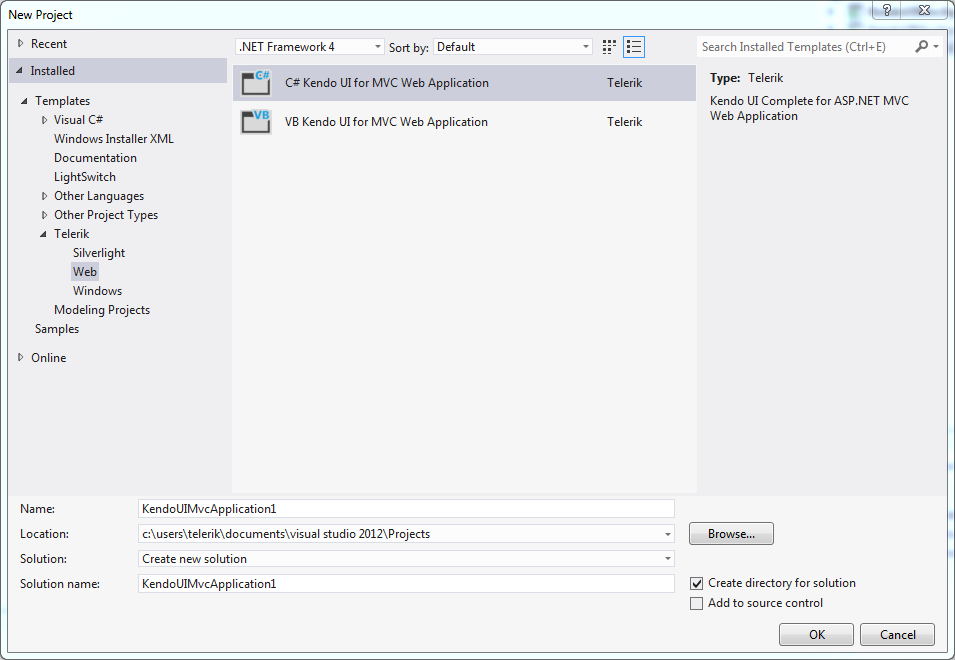 New Project
?
Recent
Installed
Templates
Visual C#
Windows Installer XML
Documentation
LightSwitch
Other Languages
Other Project Types
Telerik
Silverlight
Web
Windows
Modeling Projects
Samples
Online
.NET Framework 4 Sort by: Default
C# C# Kendo UI for MVC Web Application Telerik
VB VB Kendo UI for MVC Web Application Telerik
Search Installed Templates (Ctrl+E)
Type: Telerik
Kendo UI Complete for ASP.NET MVC
Web Application
Name: KendoUIMvcApplication1
Location: c:\users\telerik\documents\visual studio 2012\Projects Browse...
Solution: Create new solution
Solution name: KendoUIMvcApplication1
Create directory for solution
Add to source control
OK Cancel